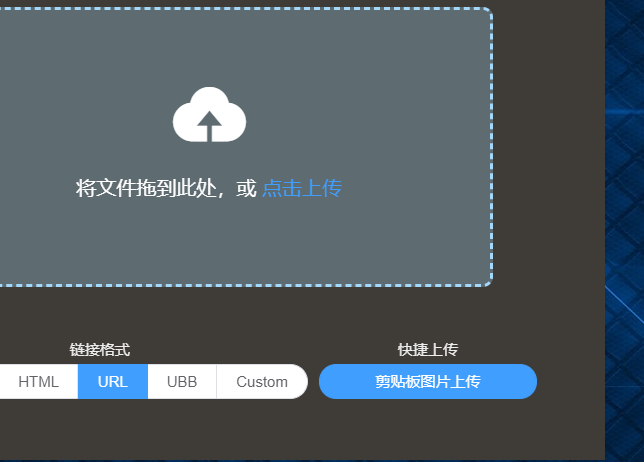 将文件拖到此处，或 点击上传
链接格式
快捷上传
HTML
URL
UBB
Custom
剪贴板图片上传